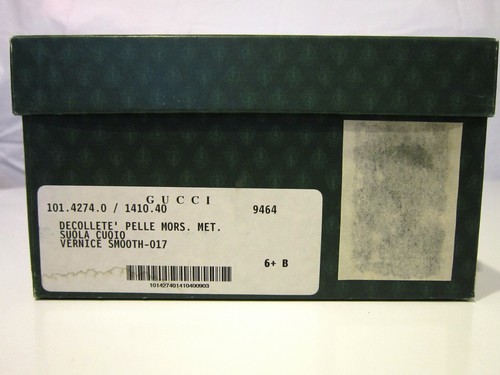 GUCCI
101.4274.0 / 1410.40 9464
DECOLLETE' PELLE MORS. MET.
SUOLA CUOIO
VERNICE SMOOTH-017
6+ B
101427401410400903